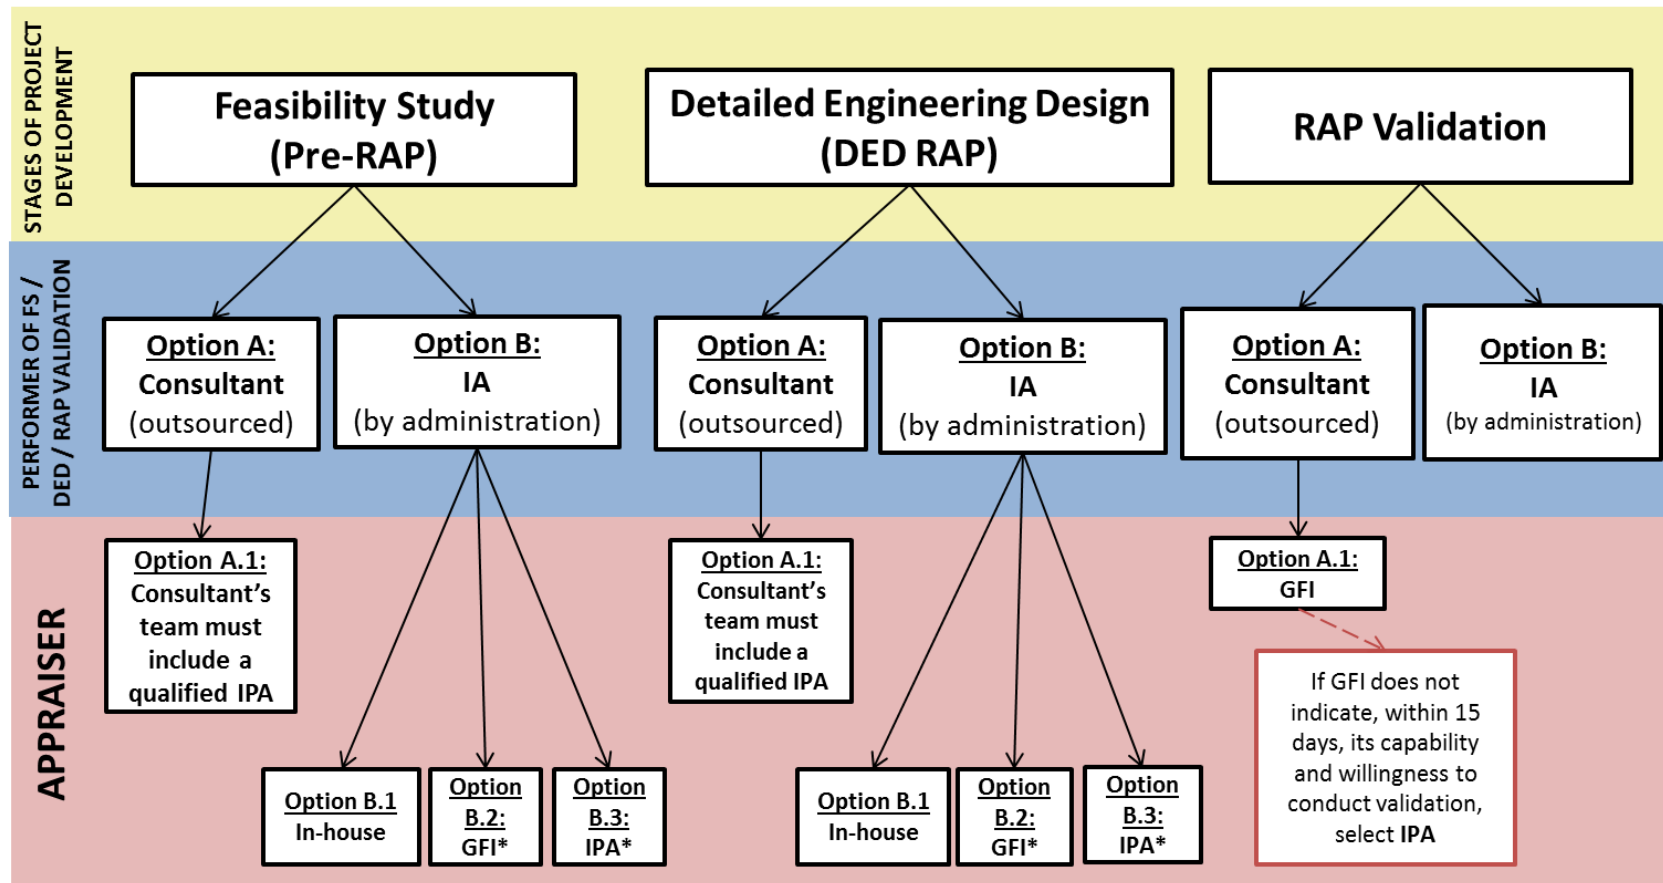 STAGES OF PROJECT
DEVELOPMENT
Feasibility Study
(Pre-RAP)
Detailed Engineering Design
(DED RAP)
RAP Validation
PERFORMER OF FS /
DED / RAP VALIDATION
Option A:
Consultant
(outsourced)
Option B:
IA
(by administration)
Option A:
Consultant
(outsourced)
Option B:
IA
(by administration)
Option A:
Consultant
(outsourced)
Option B:
IA
(by administration)
APPRAISER
Option A.1:
Consultant’s
team must
include a
qualified IPA
Option B.1
In-house
Option
B.2:
GFI*
Option
B.3:
IPA*
Option A.1:
Consultant’s
team must
include a
qualified IPA
Option B.1
In-house
Option
B.2:
GFI*
Option
B.3:
IPA*
Option A.1:
GFI
If GFI does not
indicate, within 15
days, its capability
and willingness to
conduct validation,
select IPA